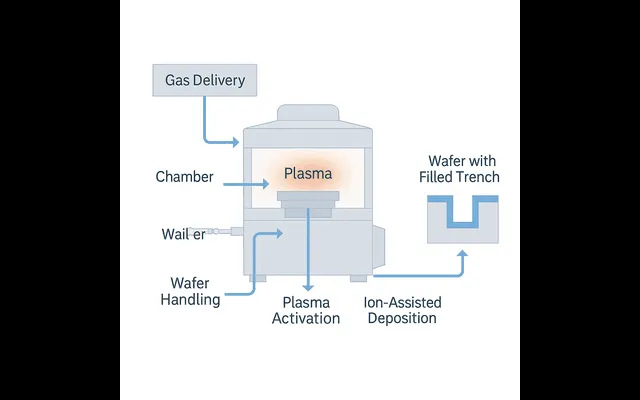 Gas Delivery
Plasma
Chamber
Wafer with
Filled Trench
Wail er
Wafer
Handling
Plasma
Activation
Ion-Assisted
Deposition